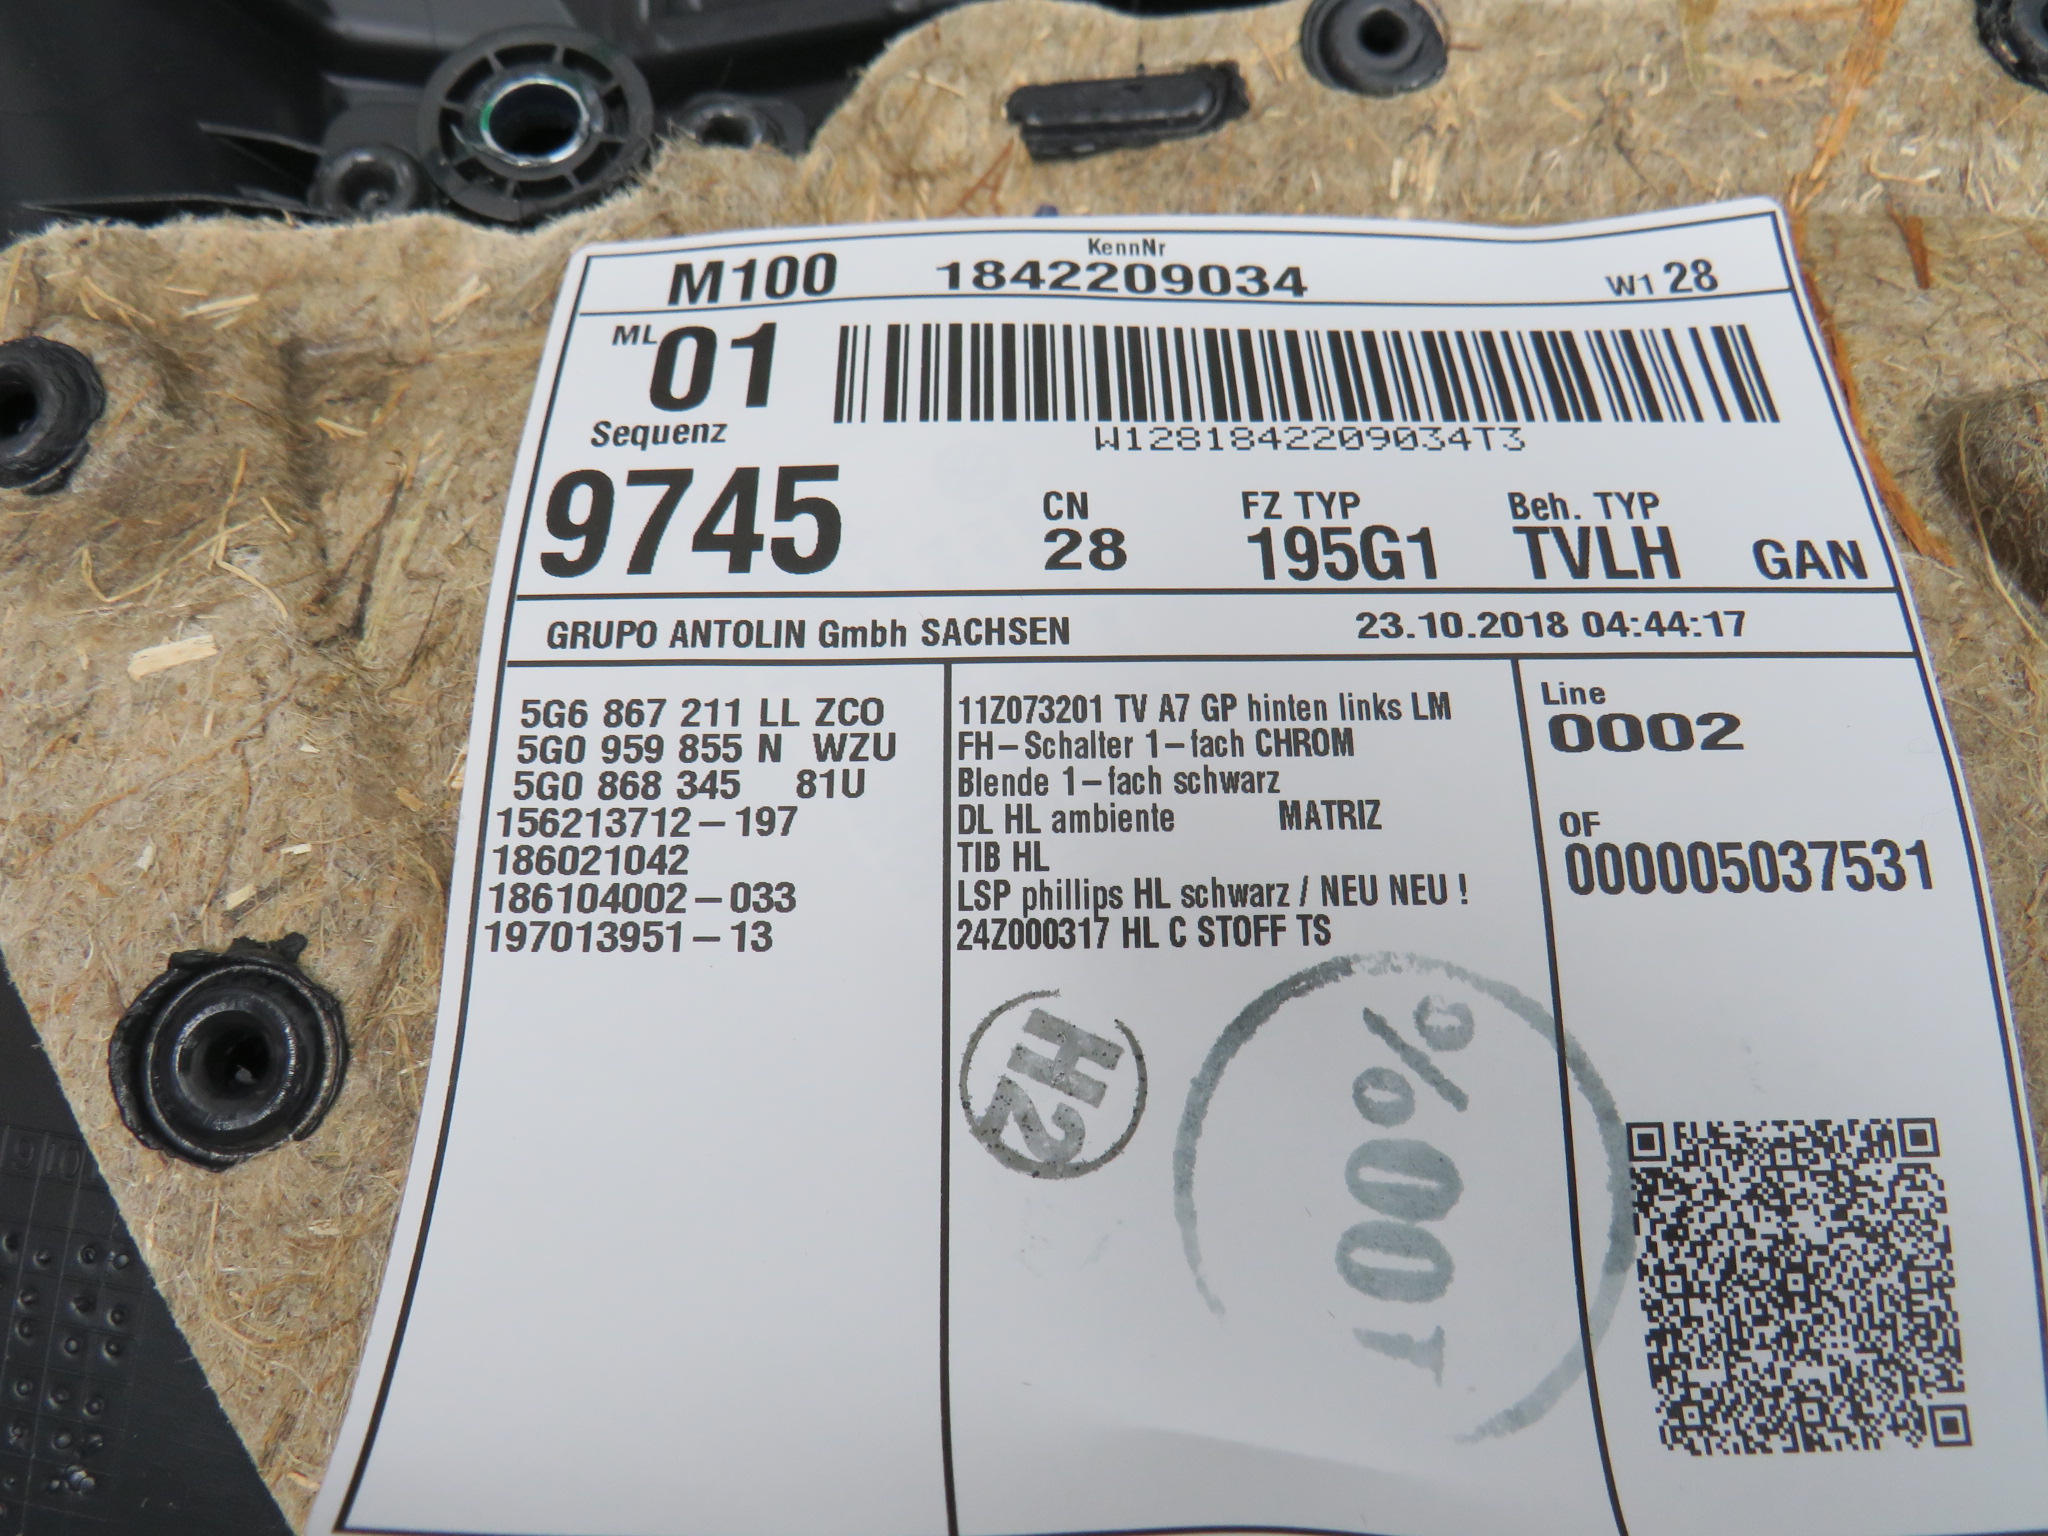 KennNr
M100 1842209034 W1 28
ML 01
W1281842209034T3
Sequenz
9745
CN FZ TYP Beh. TYP
28 195G1 TVLH GAN
GRUPO ANTOLIN Gmbh SACHSEN 23.10.2018 04:44:17
5G6 867 211 LL ZCO
5G0 959 855 N WZU
5G0 868 345 81U
156213712-197
186021042
186104002-033
197013951-13
11Z073201 TV A7 GP hinten links LM
FH-Schalter 1-fach CHROM
Blende 1-fach schwarz
DL HL ambiente MATRIZ
TIB HL
LSP phillips HL schwarz / NEU NEU !
24Z000317 HL C STOFF TS
Line
0002
OF
000005037531
H2
100%
9 10